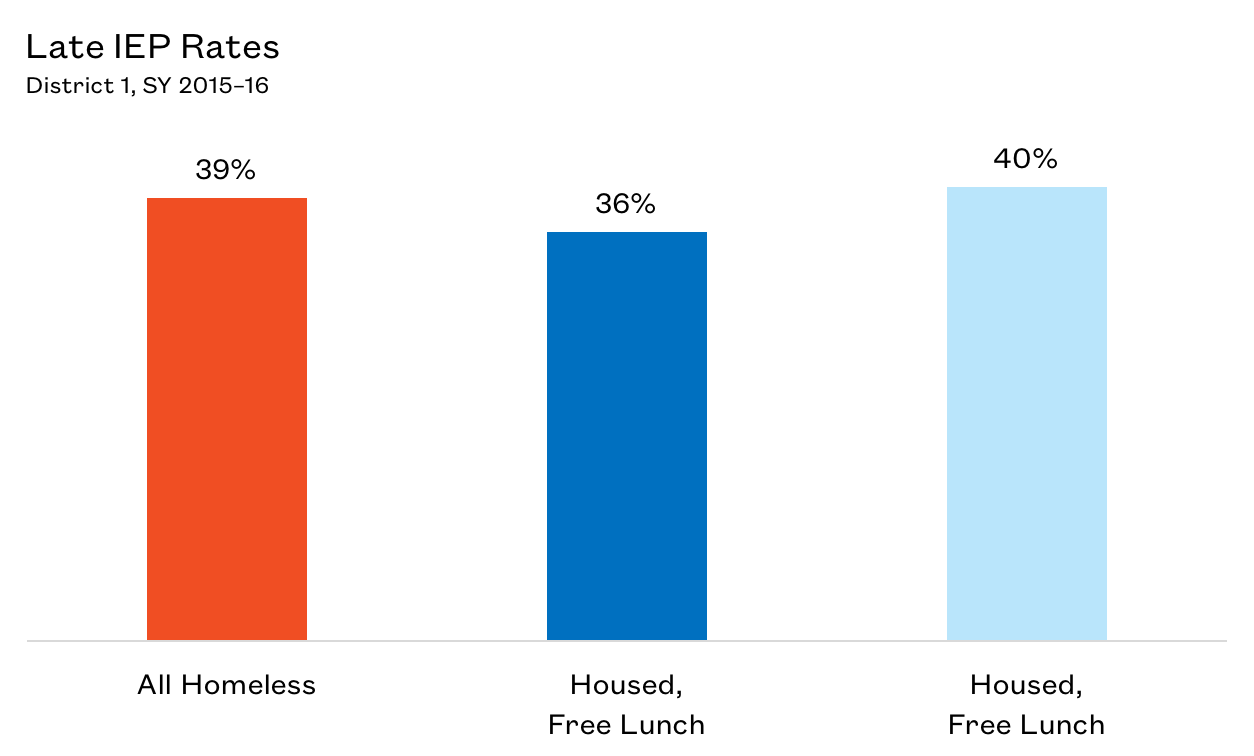 Late IEP Rates
District 1, SY 2015–16
39%
36%
40%
All Homeless
Housed,
Free Lunch
Housed,
Free Lunch